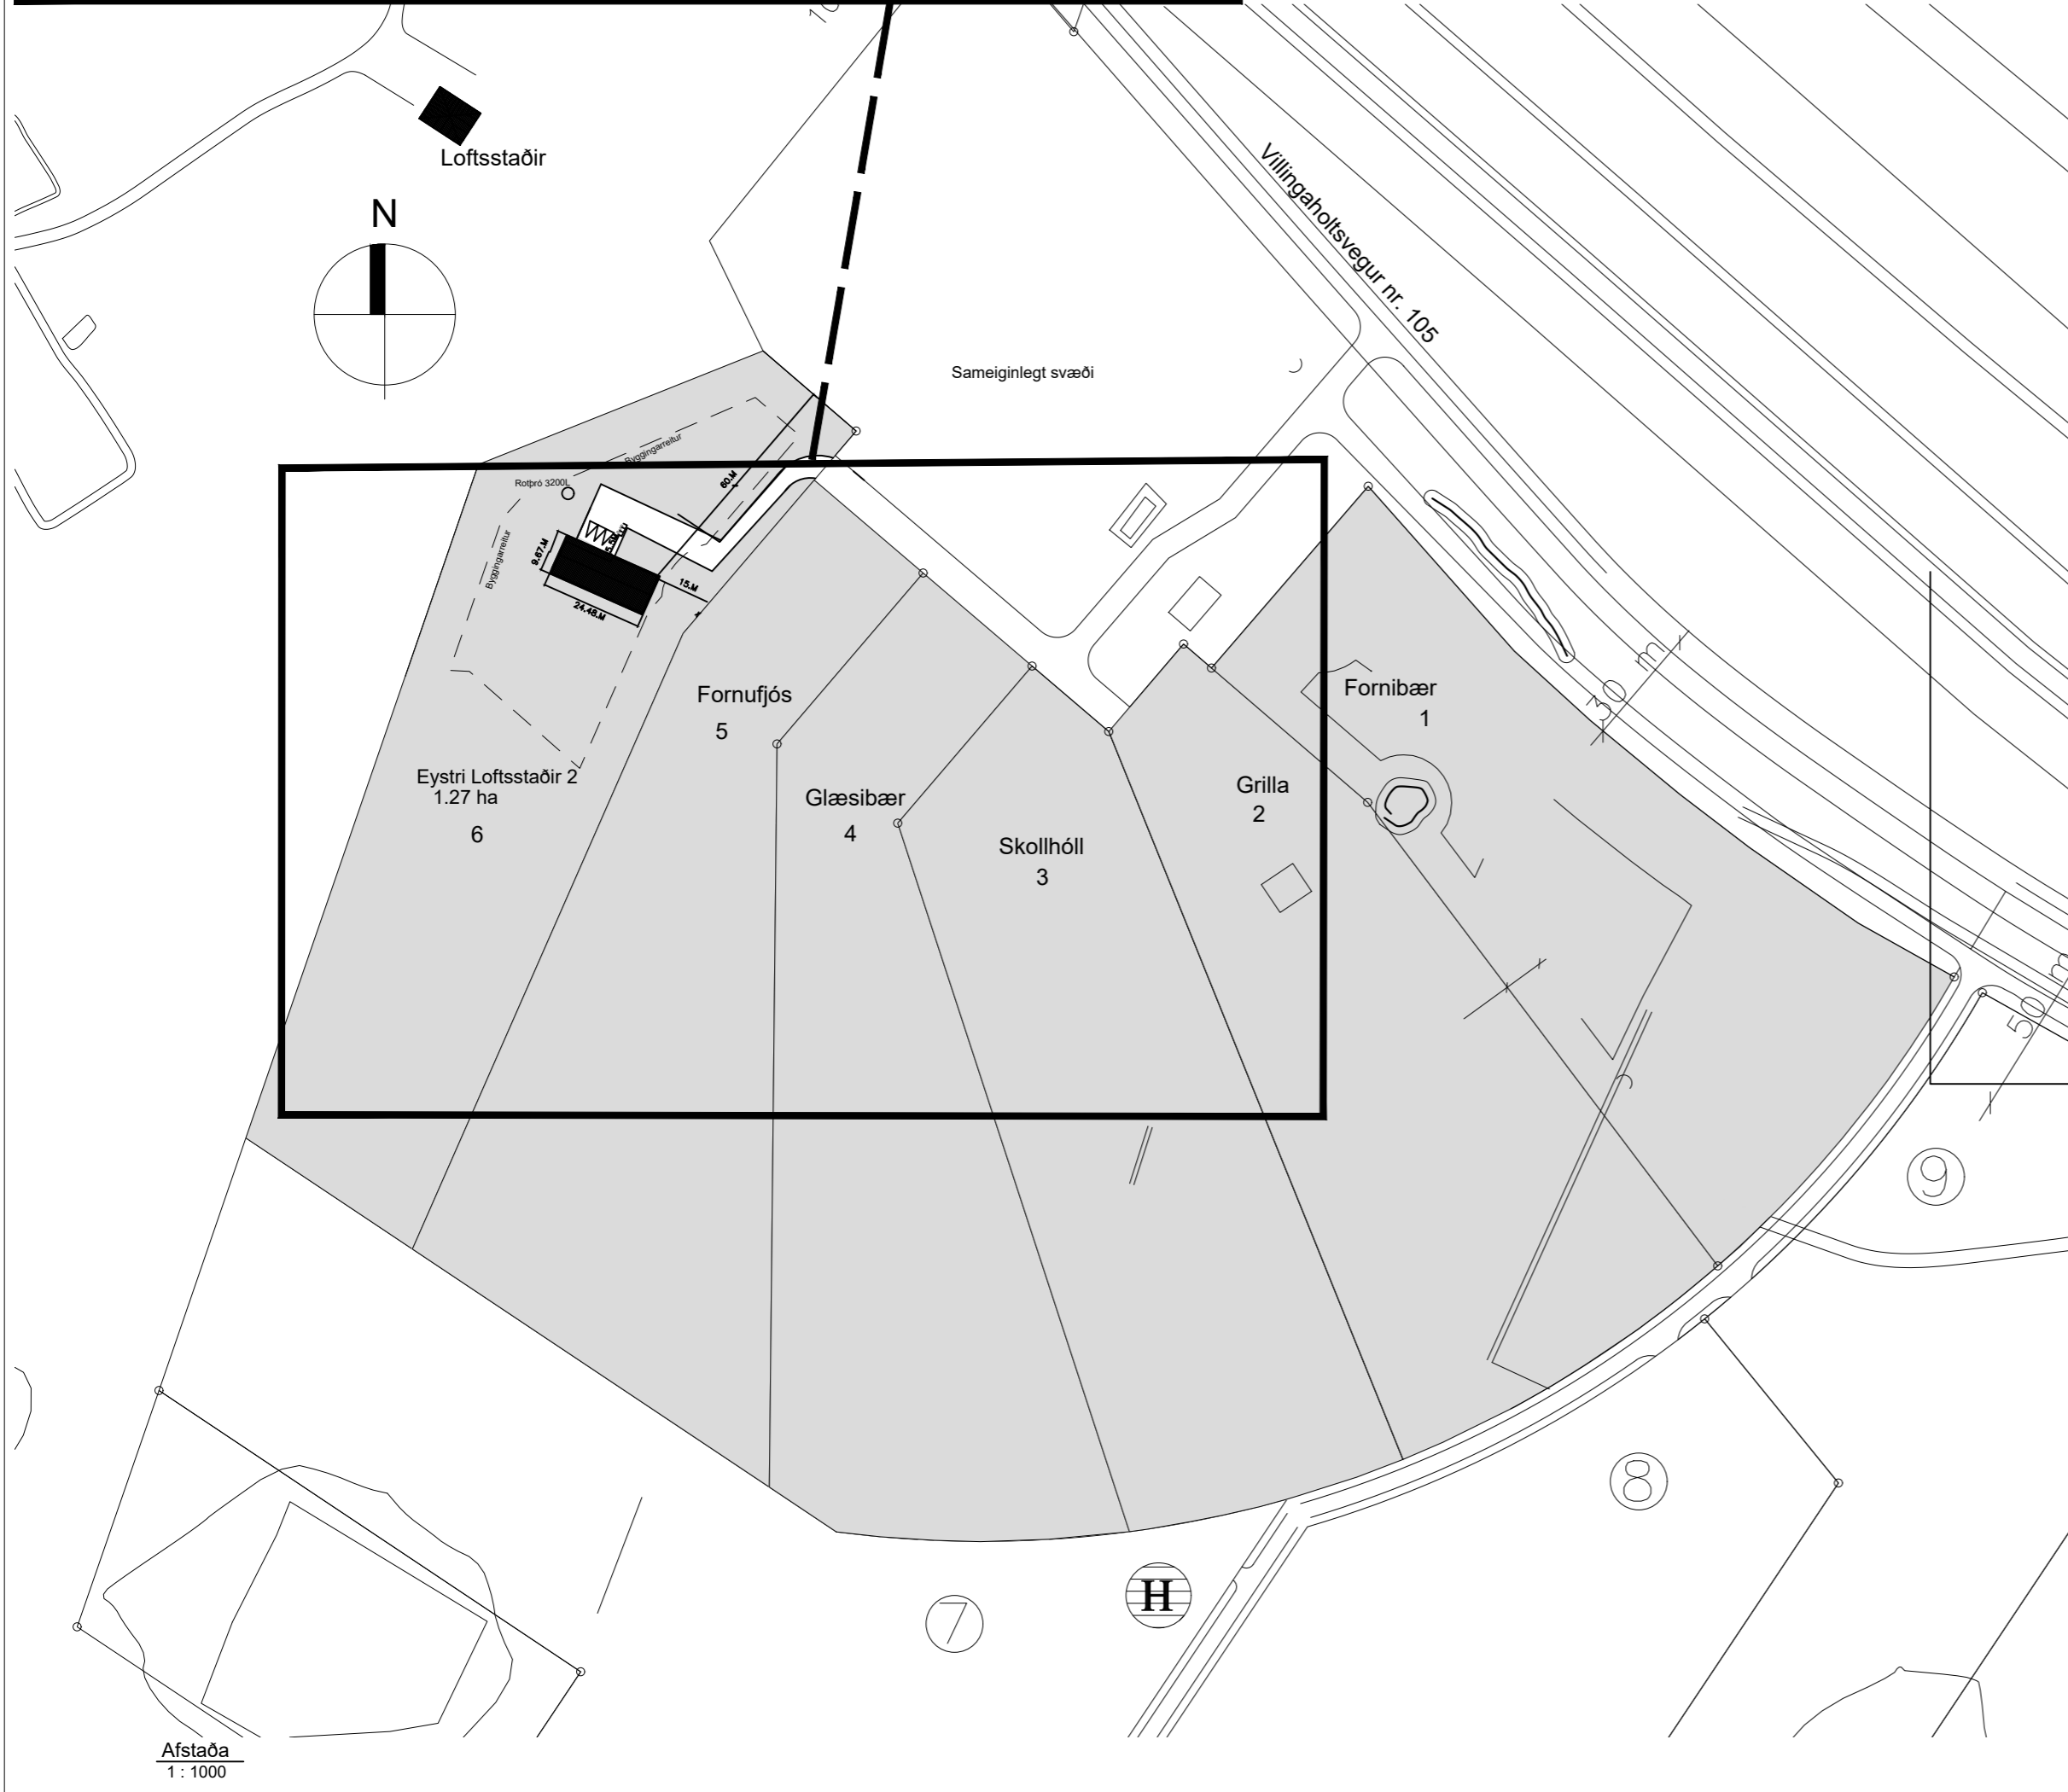 Loftsstaðir
N
Villingaholtsvegur nr. 105
Sameiginlegt svæði
Byggingarreitur
60.M
Rotþró 3200L
Byggingarreitur
9.67.M
15.M
24.48.M
30 m
Fornufjós
5
Fornibær
1
Eystri Loftsstaðir 2
1.27 ha
6
Glæsibær
4
Grilla
2
Skollhóll
3
50 m
9
8
7
H
Afstaða
1 : 1000